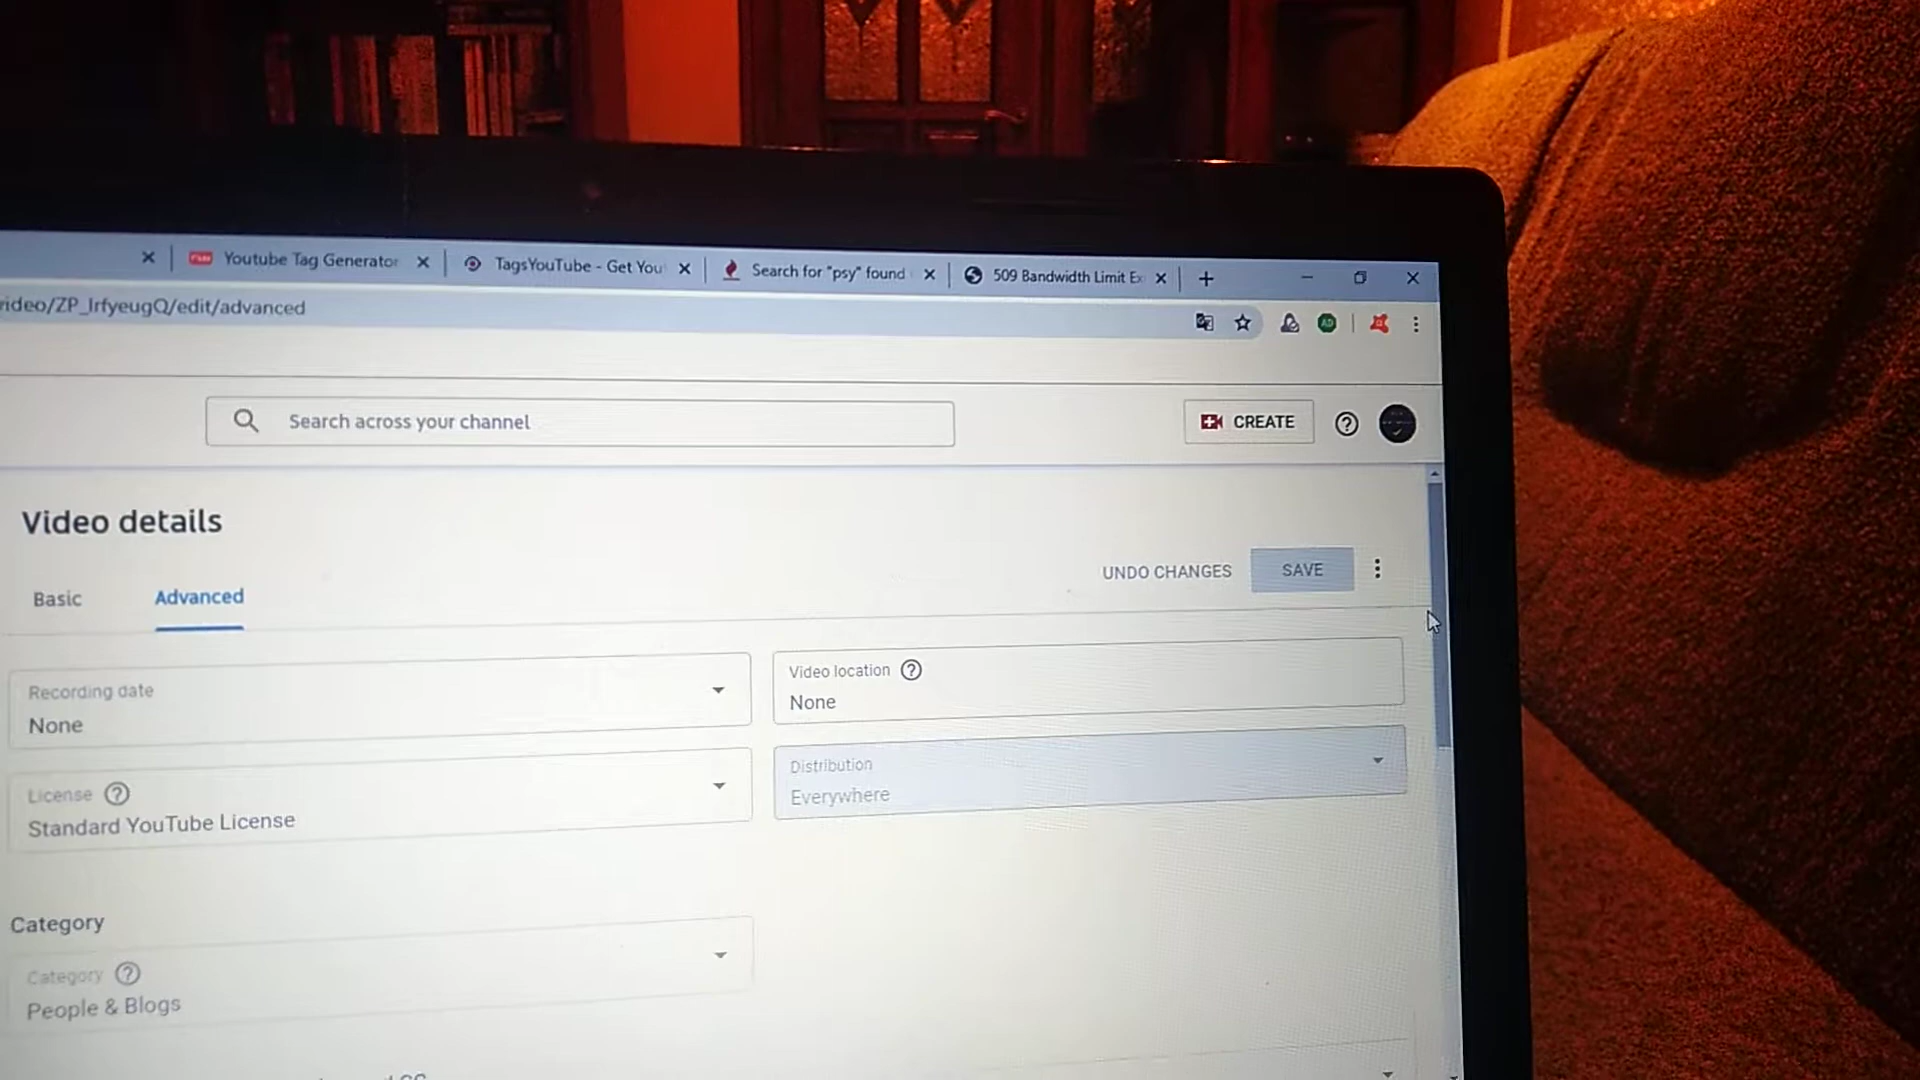 Youtube Tag Generator
TagsYouTube - Get You
Search for "psy" found
509 Bandwidth Limit Ex
video/ZP_IrfyeugQ/edit/advanced
Search across your channel
CREATE
Video details
UNDO CHANGES
SAVE
Basic
Advanced
Recording date
None
Video location
None
License
Standard YouTube License
Distribution
Everywhere
Category
Category
People & Blogs